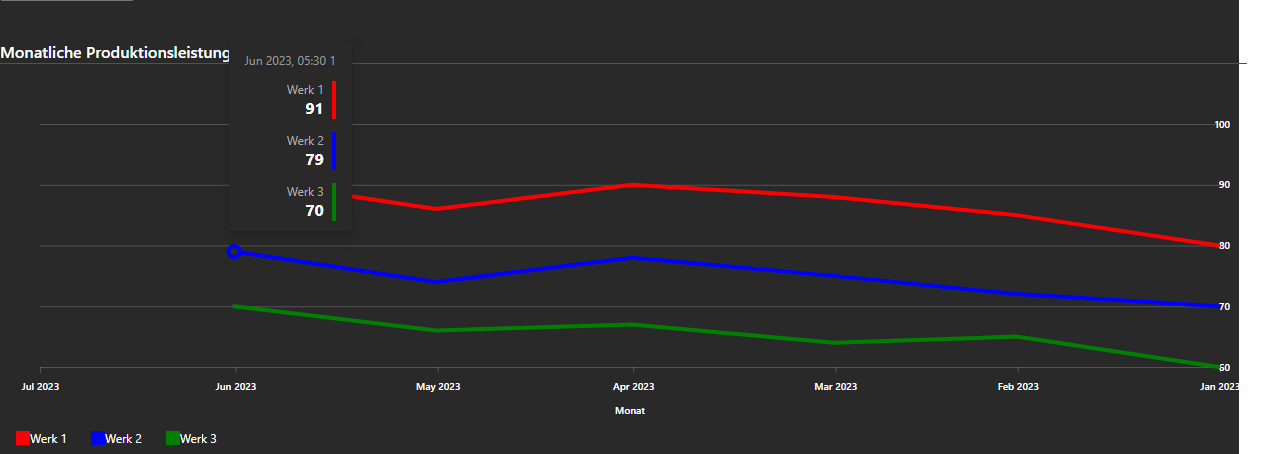 Monatliche Produktionsleistung
Jun 2023, 05:30 1
Werk 1
91
Werk 2
79
Werk 3
70
100
90
80
70
60
Jul 2023
Jun 2023
May 2023
Apr 2023
Mar 2023
Feb 2023
Jan 2023
Monat
Werk 1
Werk 2
Werk 3